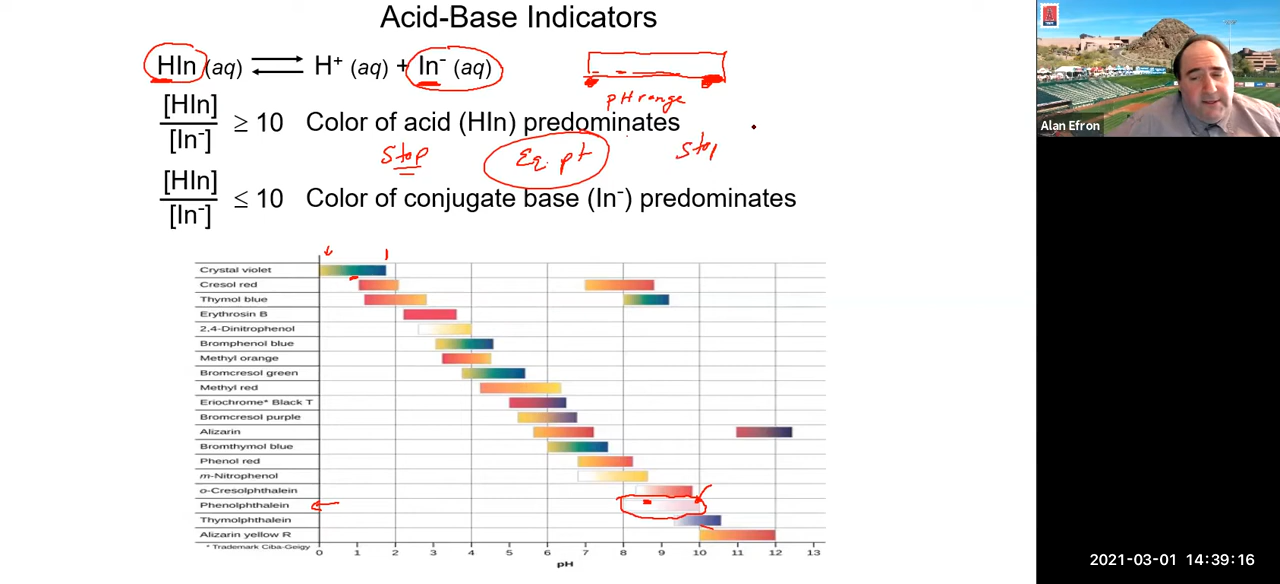 Acid-Base Indicators
HIn (aq) ⇌ H⁺ (aq) + In⁻ (aq)
pH range
[HIn]
[In⁻]
≥ 10 Color of acid (HIn) predominates
Stop Eq. pt Stop
[HIn]
[In⁻]
≤ 10 Color of conjugate base (In⁻) predominates
Crystal violet
Cresol red
Thymol blue
Erythrosin B
2,4-Dinitrophenol
Bromphenol blue
Methyl orange
Bromcresol green
Methyl red
Eriochrome* Black T
Bromcresol purple
Alizarin
Bromthymol blue
Phenol red
m-Nitrophenol
o-Cresolphthalein
Phenolphthalein
Thymolphthalein
Alizarin yellow R
* Trademark Ciba-Geigy
0 1 2 3 4 5 6 7 8 9 10 11 12 13
pH
A
Alan Efron
2021-03-01 14:39:16